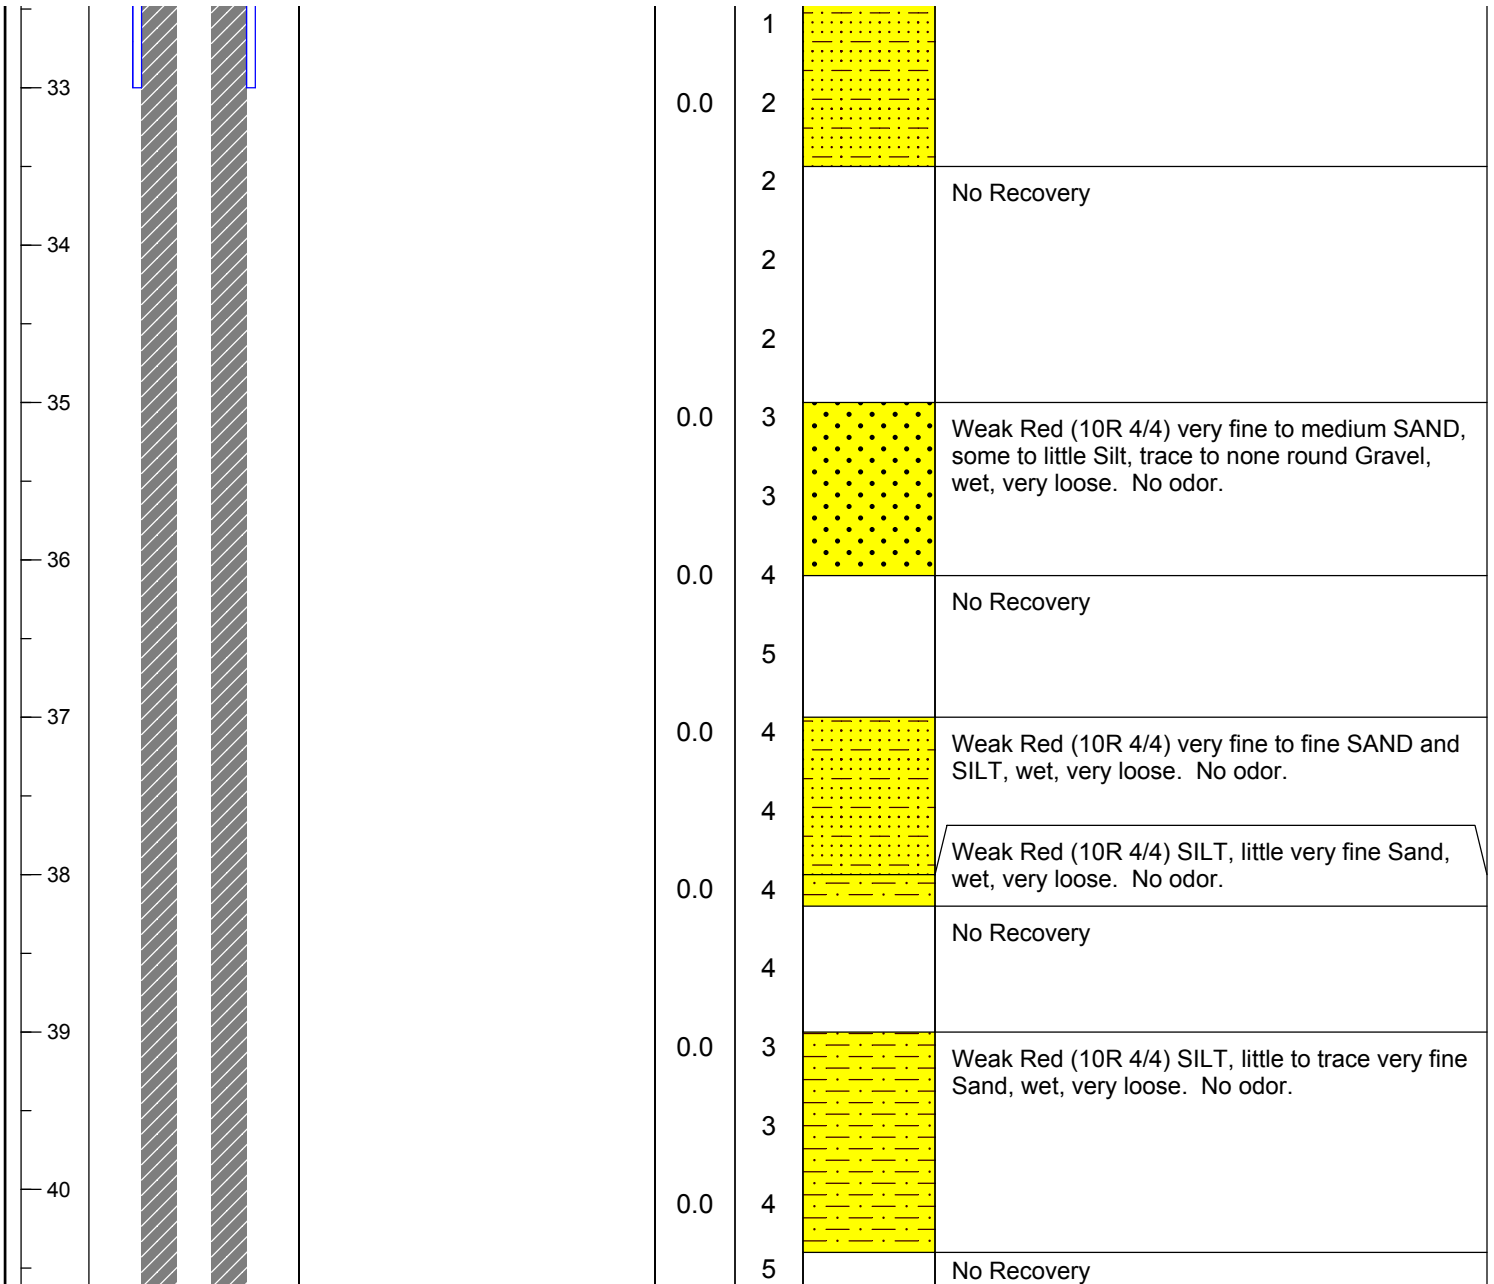 1
33
0.0 2
2
No Recovery
34
2
2
35
0.0 3
Weak Red (10R 4/4) very fine to medium SAND,
some to little Silt, trace to none round Gravel,
wet, very loose. No odor.
3
36
0.0 4
No Recovery
5
37
0.0 4
Weak Red (10R 4/4) very fine to fine SAND and
SILT, wet, very loose. No odor.
4
Weak Red (10R 4/4) SILT, little very fine Sand,
wet, very loose. No odor.
38
0.0 4
No Recovery
4
39
0.0 3
Weak Red (10R 4/4) SILT, little to trace very fine
Sand, wet, very loose. No odor.
3
40
0.0 4
5
No Recovery